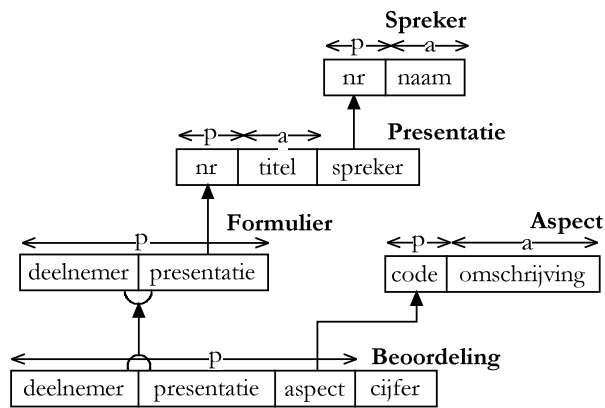 Spreker
p a
nr naam
Presentatie
p a
nr titel spreker
Formulier
p
deelnemer presentatie
Aspect
p a
code omschrijving
Beoordeling
p
deelnemer presentatie aspect cijfer